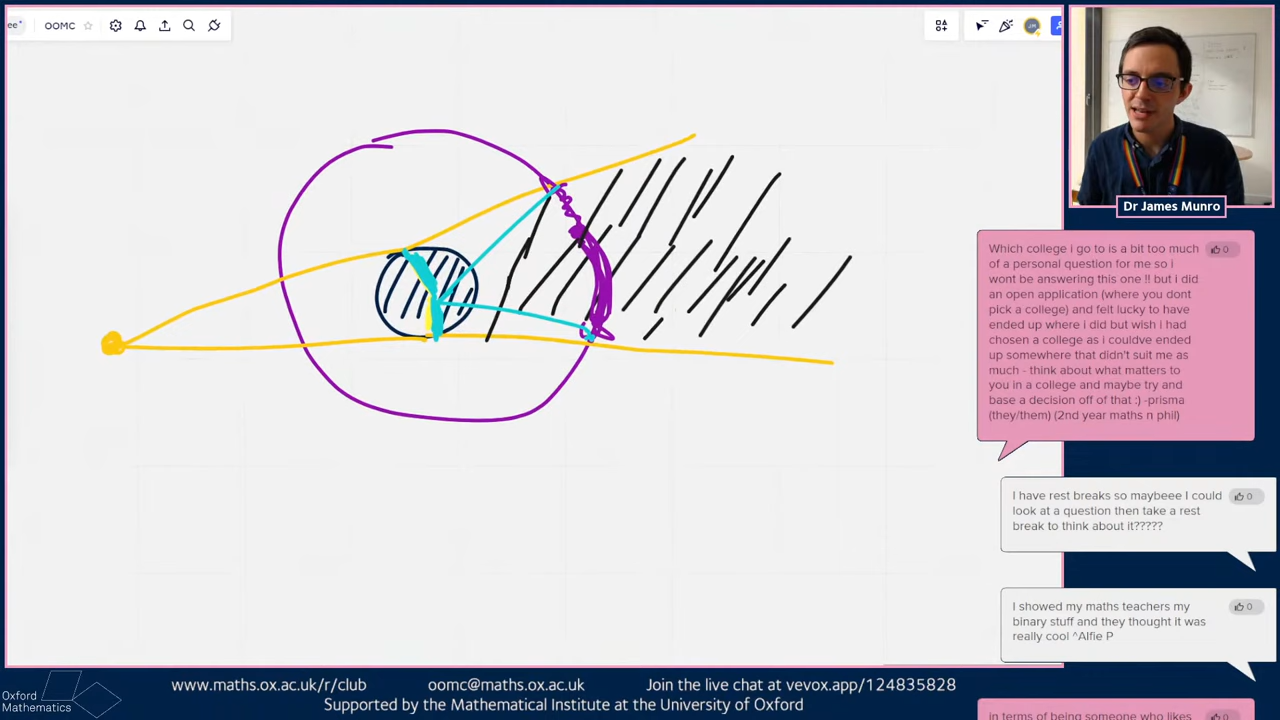 ee
OOMC
JM
Dr James Munro
Which college i go to is a bit too much
of a personal question for me so i
wont be answering this one !! but i did
an open application (where you dont
pick a college) and felt lucky to have
ended up where i did but wish i had
chosen a college as i couldve ended
up somewhere that didn't suit me as
much - think about what matters to
you in a college and maybe try and
base a decision off of that :) -prisma
(they/them) (2nd year maths n phil)
0
I have rest breaks so maybeee I could
look at a question then take a rest
break to think about it?????
0
I showed my maths teachers my
binary stuff and they thought it was
really cool ^Alfie P
0
in terms of being someone who likes
0
Oxford
Mathematics
www.maths.ox.ac.uk/r/club
oomc@maths.ox.ac.uk
Join the live chat at vevox.app/124835828
Supported by the Mathematical Institute at the University of Oxford